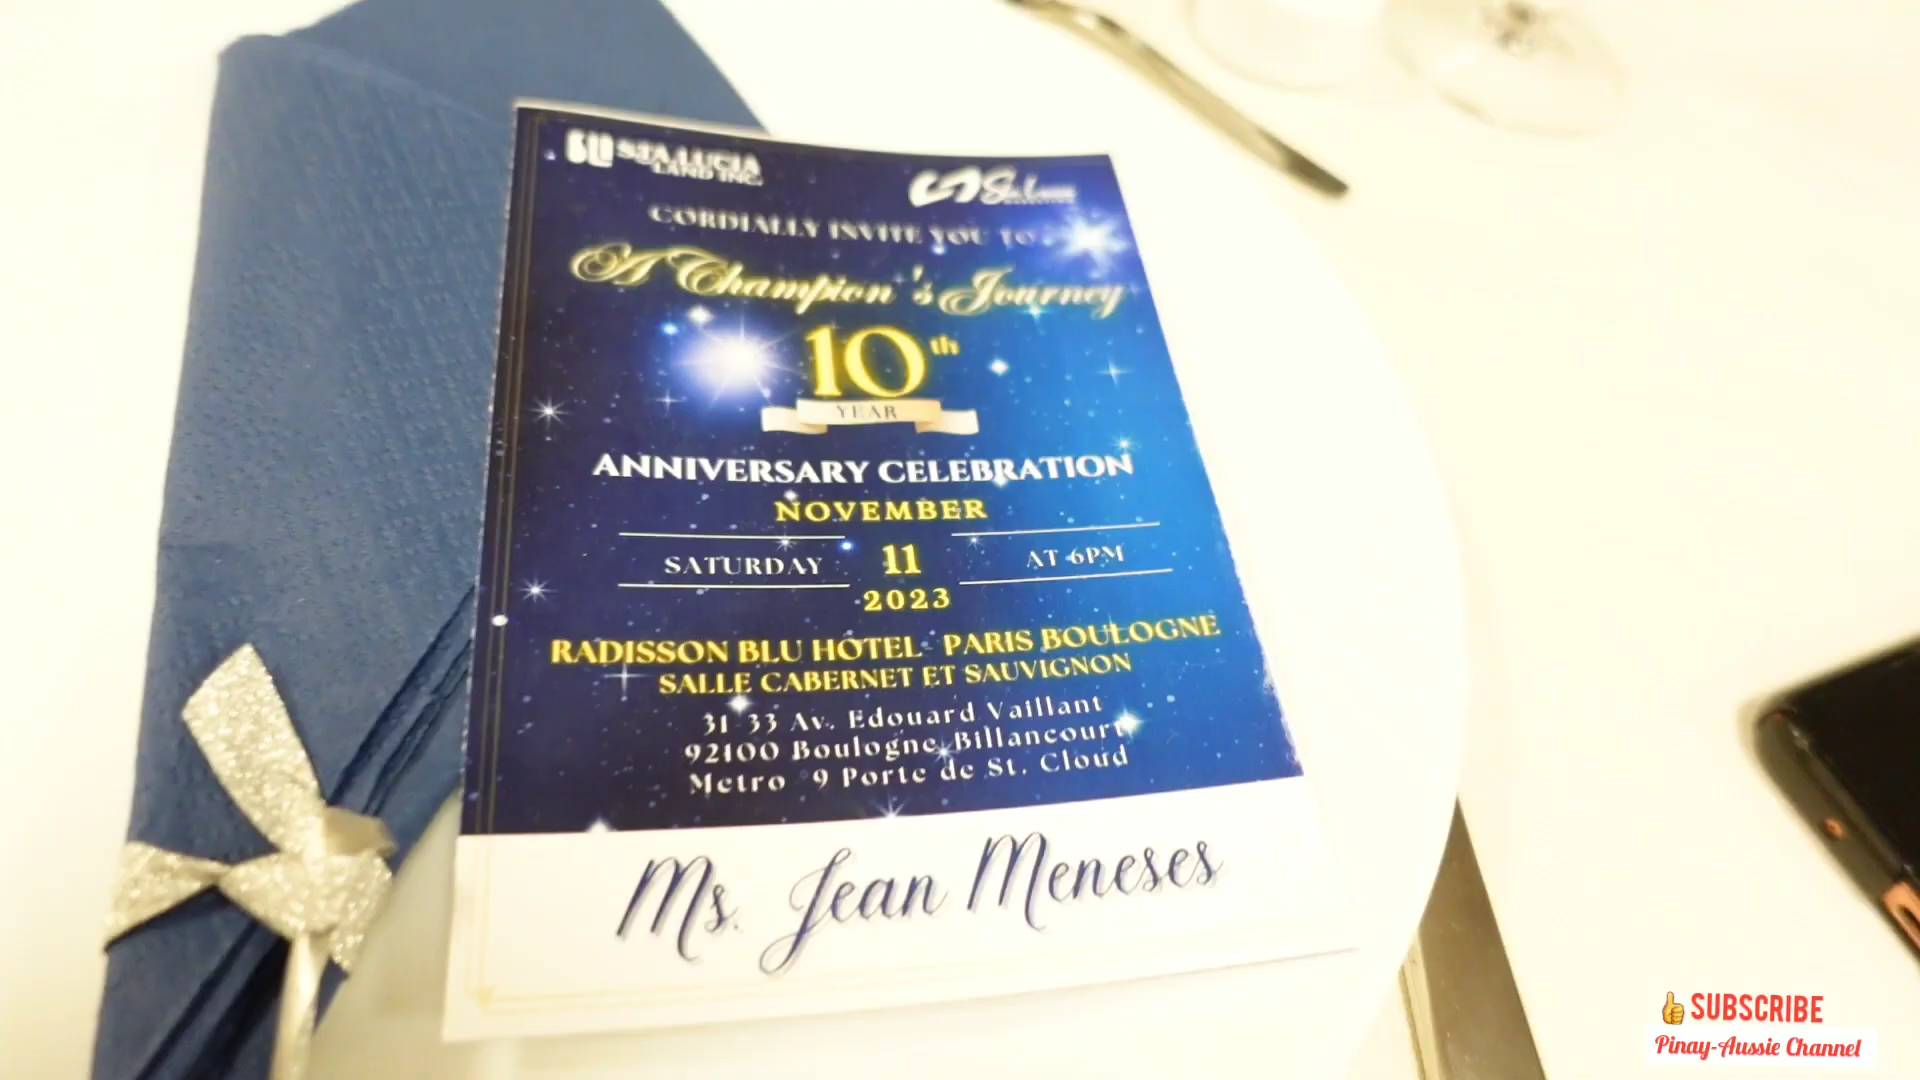 STA.LUCIA
LAND INC.
CORDIALLY INVITE YOU TO
A Champion's Journey
10th
YEAR
ANNIVERSARY CELEBRATION
NOVEMBER
SATURDAY 11 AT 6PM
2023
RADISSON BLU HOTEL- PARIS BOULOGNE
SALLE CABERNET ET SAUVIGNON
31-33 Av. Edouard Vaillant
92100 Boulogne Billancourt
Metro 9 Porte de St. Cloud
Ms. Jean Meneses
SUBSCRIBE
Pinay-Aussie Channel